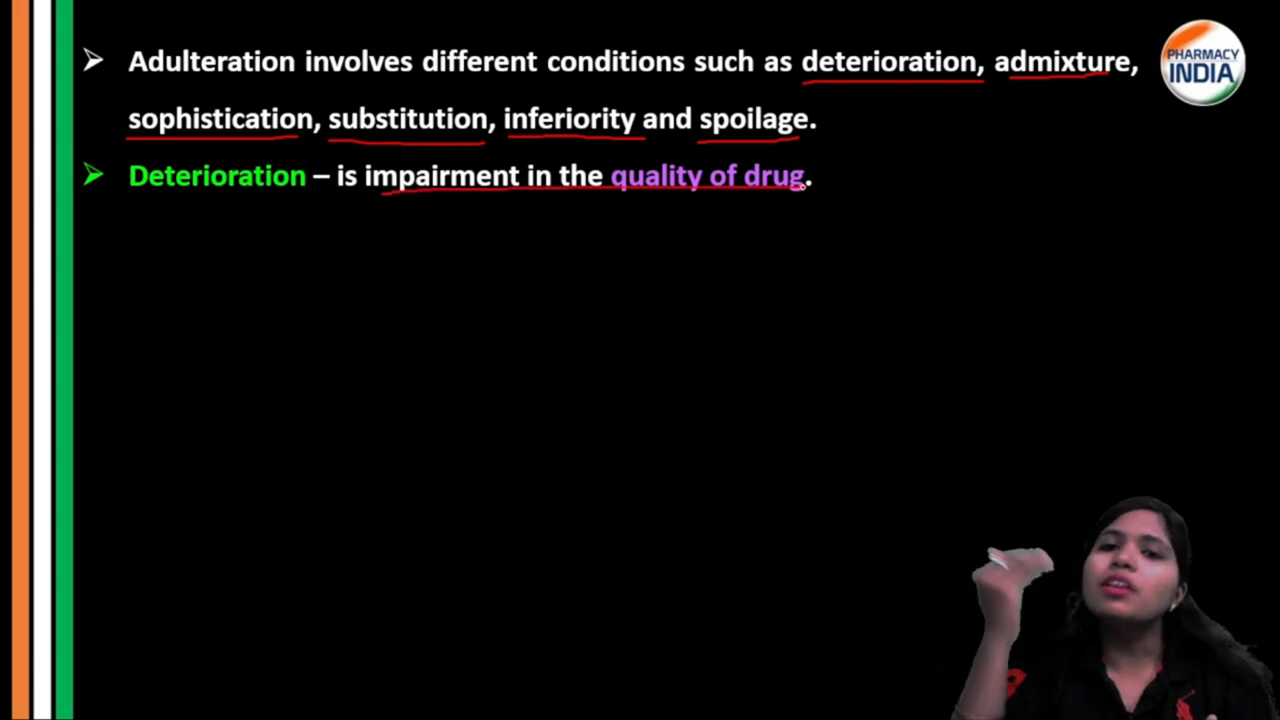 ➢ Adulteration involves different conditions such as deterioration, admixture,
sophistication, substitution, inferiority and spoilage.
➢ Deterioration – is impairment in the quality of drug.
PHARMACY
INDIA